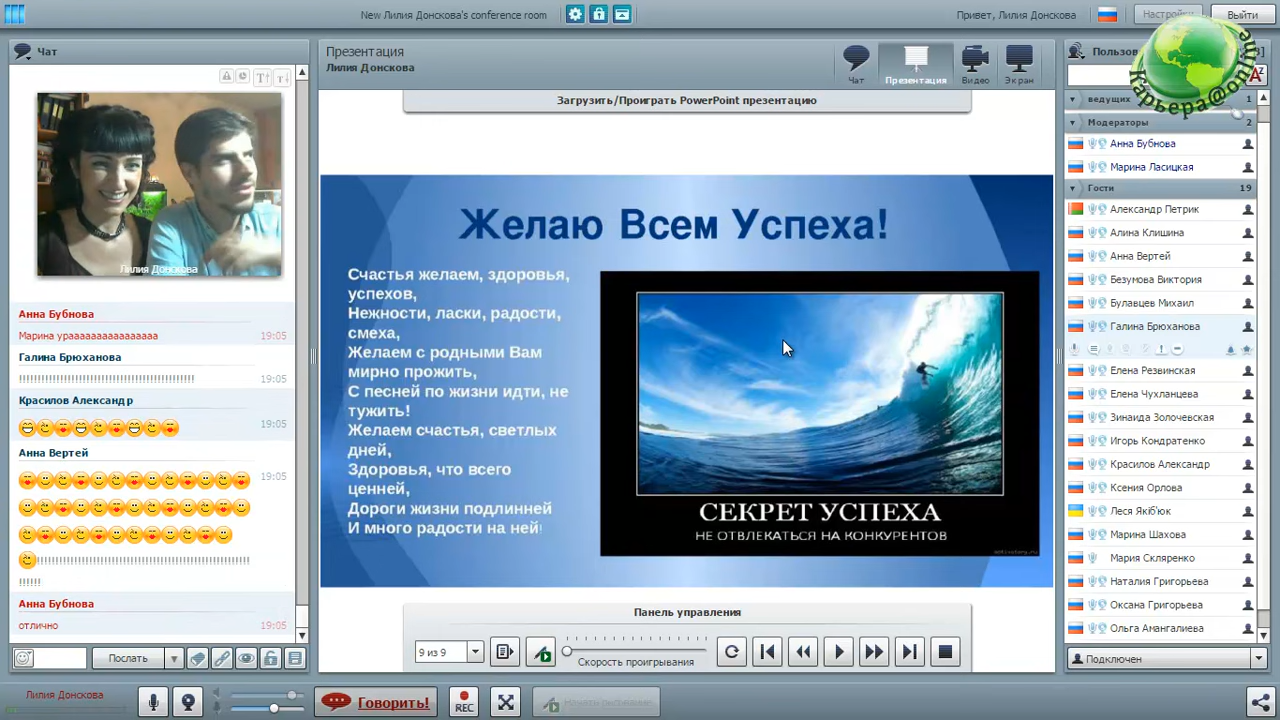 New Лилия Донскова's conference room
Привет, Лилия Донскова
Настройки
Выйти
Чат
Лилия Донскова
Анна Бубнова
Марина урааааааааааааааааа
19:05
Галина Брюханова
19:05
Красилов Александр
19:05
Анна Вертей
19:05
!!!!!!
Анна Бубнова
отлично
19:05
Послать
Презентация
Лилия Донскова
Чат
Презентация
Видео
Экран
Загрузить/Проиграть PowerPoint презентацию
Желаю Всем Успеха!
Счастья желаем, здоровья,
успехов,
Нежности, ласки, радости,
смеха,
Желаем с родными Вам
мирно прожить,
С песней по жизни идти, не
тужить!
Желаем счастья, светлых
дней,
Здоровья, что всего
ценней,
Дороги жизни подлинней
И много радости на ней!
СЕКРЕТ УСПЕХА
НЕ ОТВЛЕКАТЬСЯ НА КОНКУРЕНТОВ
Панель управления
9 из 9
Скорость проигрывания
карьера@online
ведущих 1
Модераторы 2
Анна Бубнова
Марина Ласицкая
Гости 19
Александр Петрик
Алина Клишина
Анна Вертей
Безумова Виктория
Булавцев Михаил
Галина Брюханова
Елена Резвинская
Елена Чухланцева
Зинаида Золочевская
Игорь Кондратенко
Красилов Александр
Ксения Орлова
Леся Якіб'юк
Марина Шахова
Мария Скляренко
Наталия Григорьева
Оксана Григорьева
Ольга Амангалиева
Подключен
Лилия Донскова
Говорить!
REC